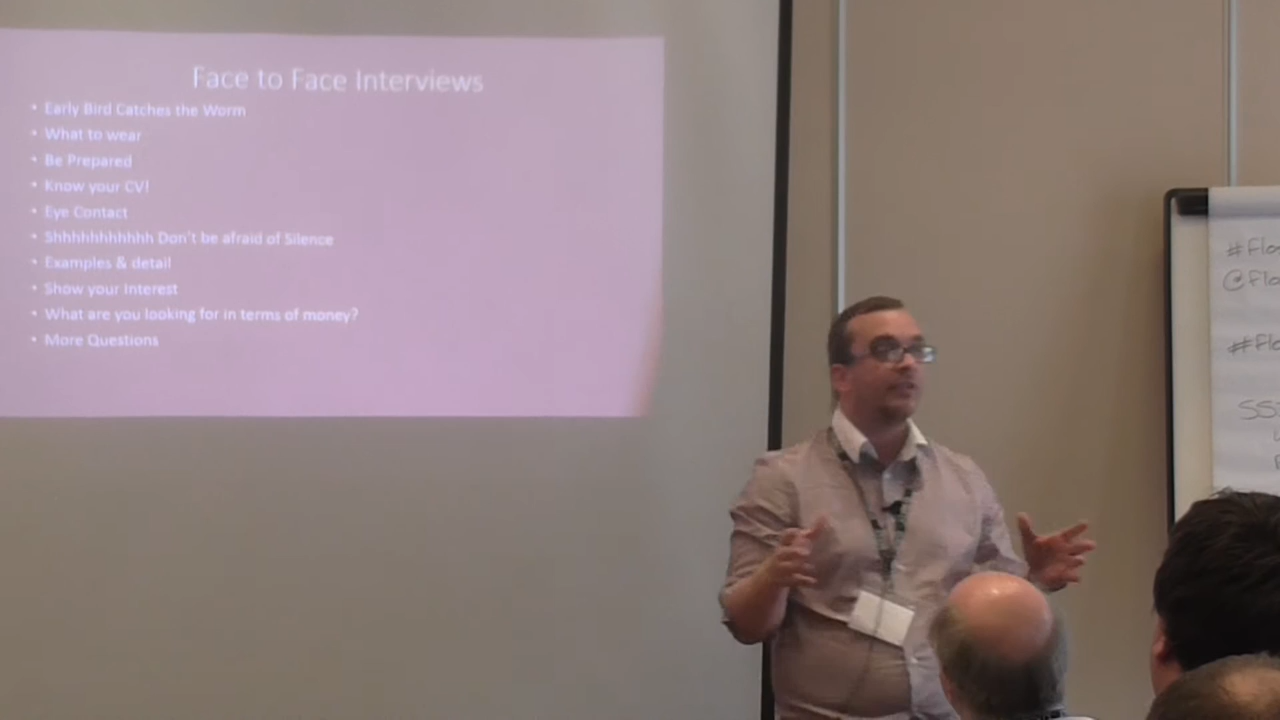 Face to Face Interviews
• Early Bird Catches the Worm
• What to wear
• Be Prepared
• Know your CV!
• Eye Contact
• Shhhhhhhhhhhh Don't be afraid of Silence
• Examples & detail
• Show your Interest
• What are you looking for in terms of money?
• More Questions